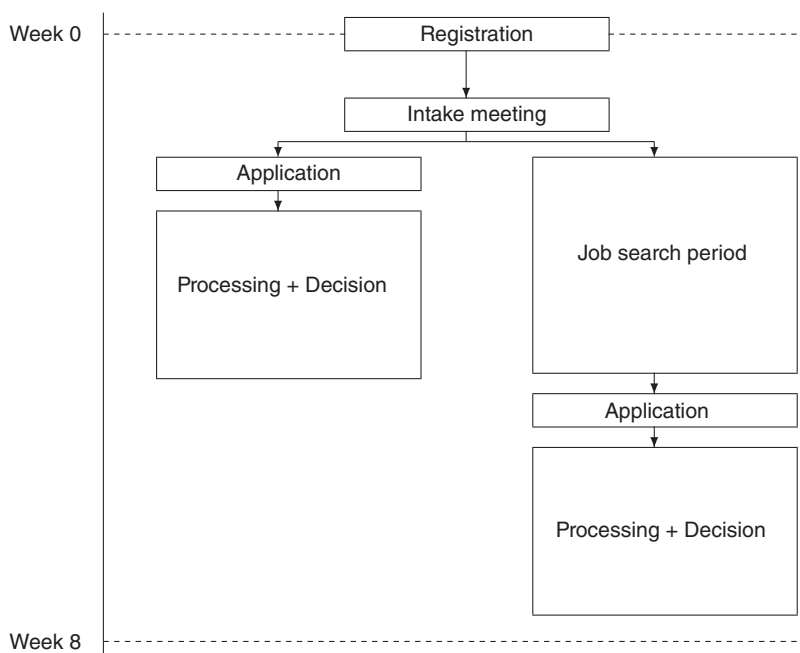 Week 0
Registration
Intake meeting
Application
Processing + Decision
Job search period
Application
Processing + Decision
Week 8